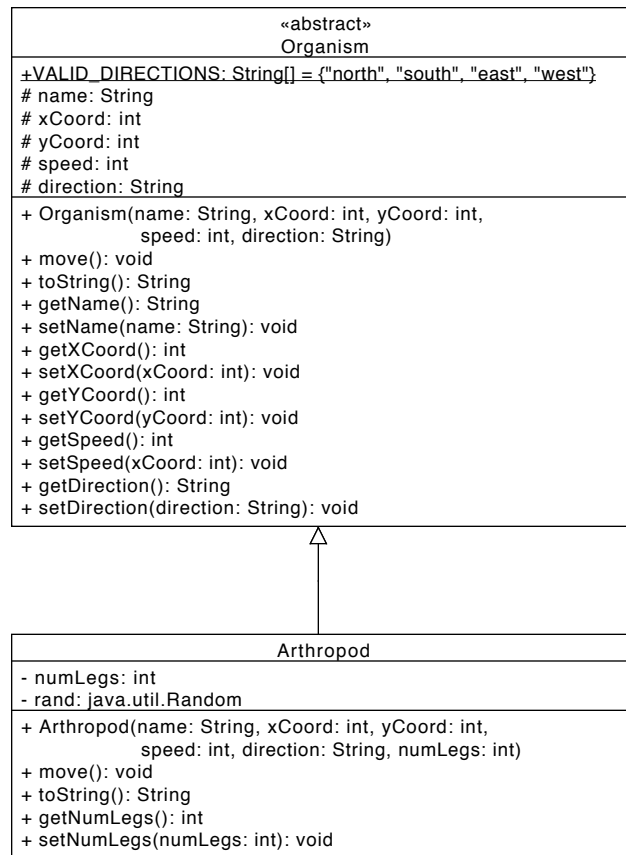 «abstract»
Organism
+VALID_DIRECTIONS: String[] = {"north", "south", "east", "west"}
# name: String
# xCoord: int
# yCoord: int
# speed: int
# direction: String
+ Organism(name: String, xCoord: int, yCoord: int,
speed: int, direction: String)
+ move(): void
+ toString(): String
+ getName(): String
+ setName(name: String): void
+ getXCoord(): int
+ setXCoord(xCoord: int): void
+ getYCoord(): int
+ setYCoord(yCoord: int): void
+ getSpeed(): int
+ setSpeed(xCoord: int): void
+ getDirection(): String
+ setDirection(direction: String): void
Arthropod
- numLegs: int
- rand: java.util.Random
+ Arthropod(name: String, xCoord: int, yCoord: int,
speed: int, direction: String, numLegs: int)
+ move(): void
+ toString(): String
+ getNumLegs(): int
+ setNumLegs(numLegs: int): void